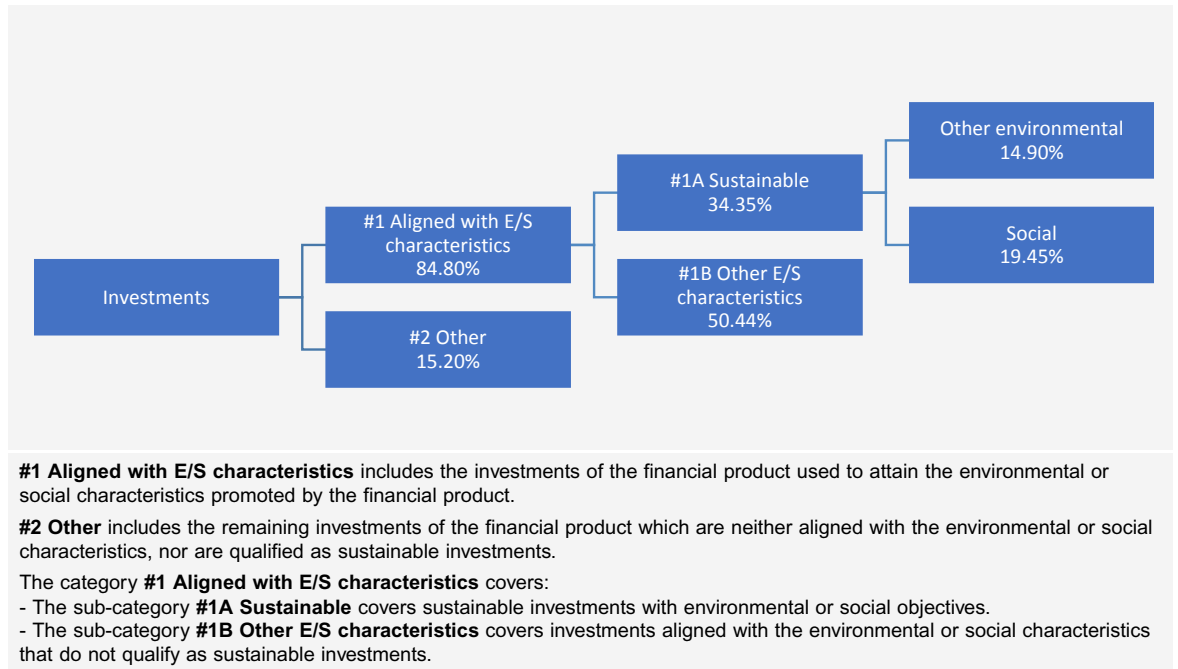 Investments
#1 Aligned with E/S
characteristics
84.80%
#2 Other
15.20%
#1A Sustainable
34.35%
#1B Other E/S
characteristics
50.44%
Other environmental
14.90%
Social
19.45%
#1 Aligned with E/S characteristics includes the investments of the financial product used to attain the environmental or
social characteristics promoted by the financial product.
#2 Other includes the remaining investments of the financial product which are neither aligned with the environmental or social
characteristics, nor are qualified as sustainable investments.
The category #1 Aligned with E/S characteristics covers:
- The sub-category #1A Sustainable covers sustainable investments with environmental or social objectives.
- The sub-category #1B Other E/S characteristics covers investments aligned with the environmental or social characteristics
that do not qualify as sustainable investments.